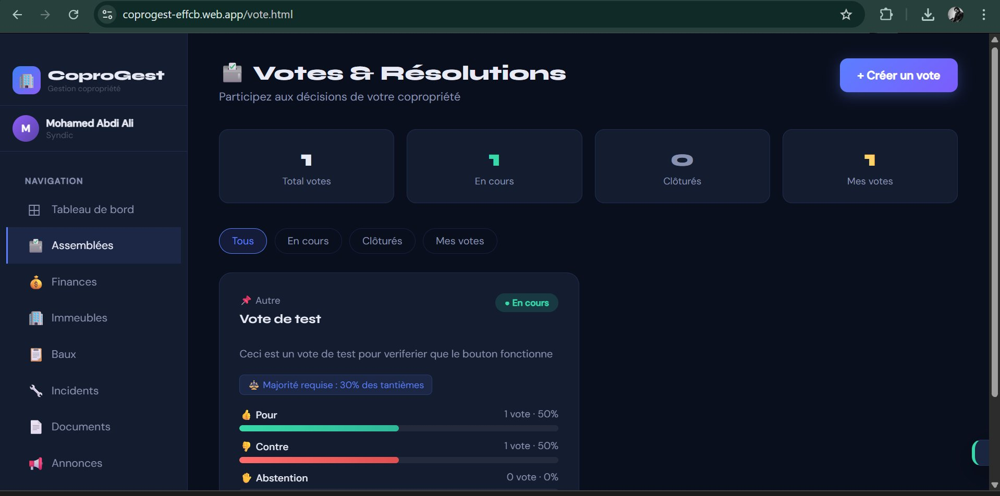 coprogest-effcb.web.app/vote.html
CoproGest
Gestion copropriété
M
Mohamed Abdi Ali
Syndic
NAVIGATION
Tableau de bord
Assemblées
Finances
Immeubles
Baux
Incidents
Documents
Annonces
Votes & Résolutions
Participez aux décisions de votre copropriété
+ Créer un vote
1
Total votes
1
En cours
0
Clôturés
1
Mes votes
Tous
En cours
Clôturés
Mes votes
Autre
● En cours
Vote de test
Ceci est un vote de test pour veriferier que le bouton fonctionne
Majorité requise : 30% des tantièmes
Pour 1 vote · 50%
Contre 1 vote · 50%
Abstention 0 vote · 0%